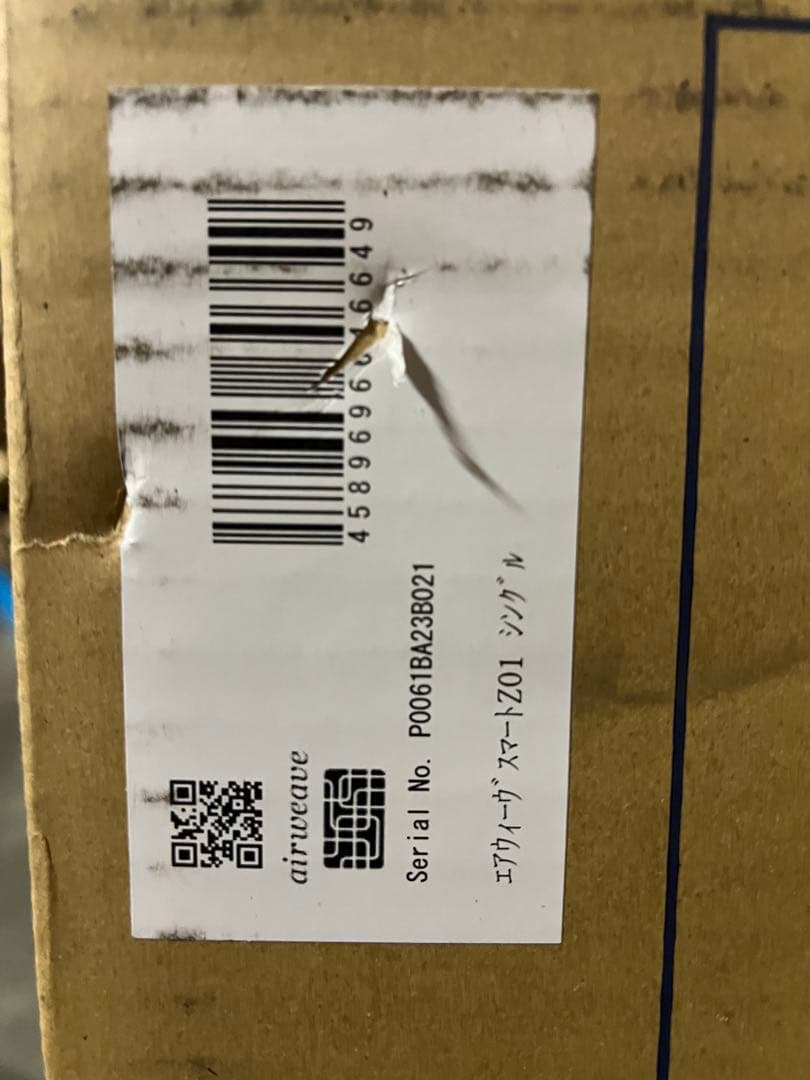 4589696646649
airweave
Serial No. P0061BA23B021
ｴｱｳｨｰｳﾞｽﾏｰﾄZ01 ｼﾝｸﾞﾙ